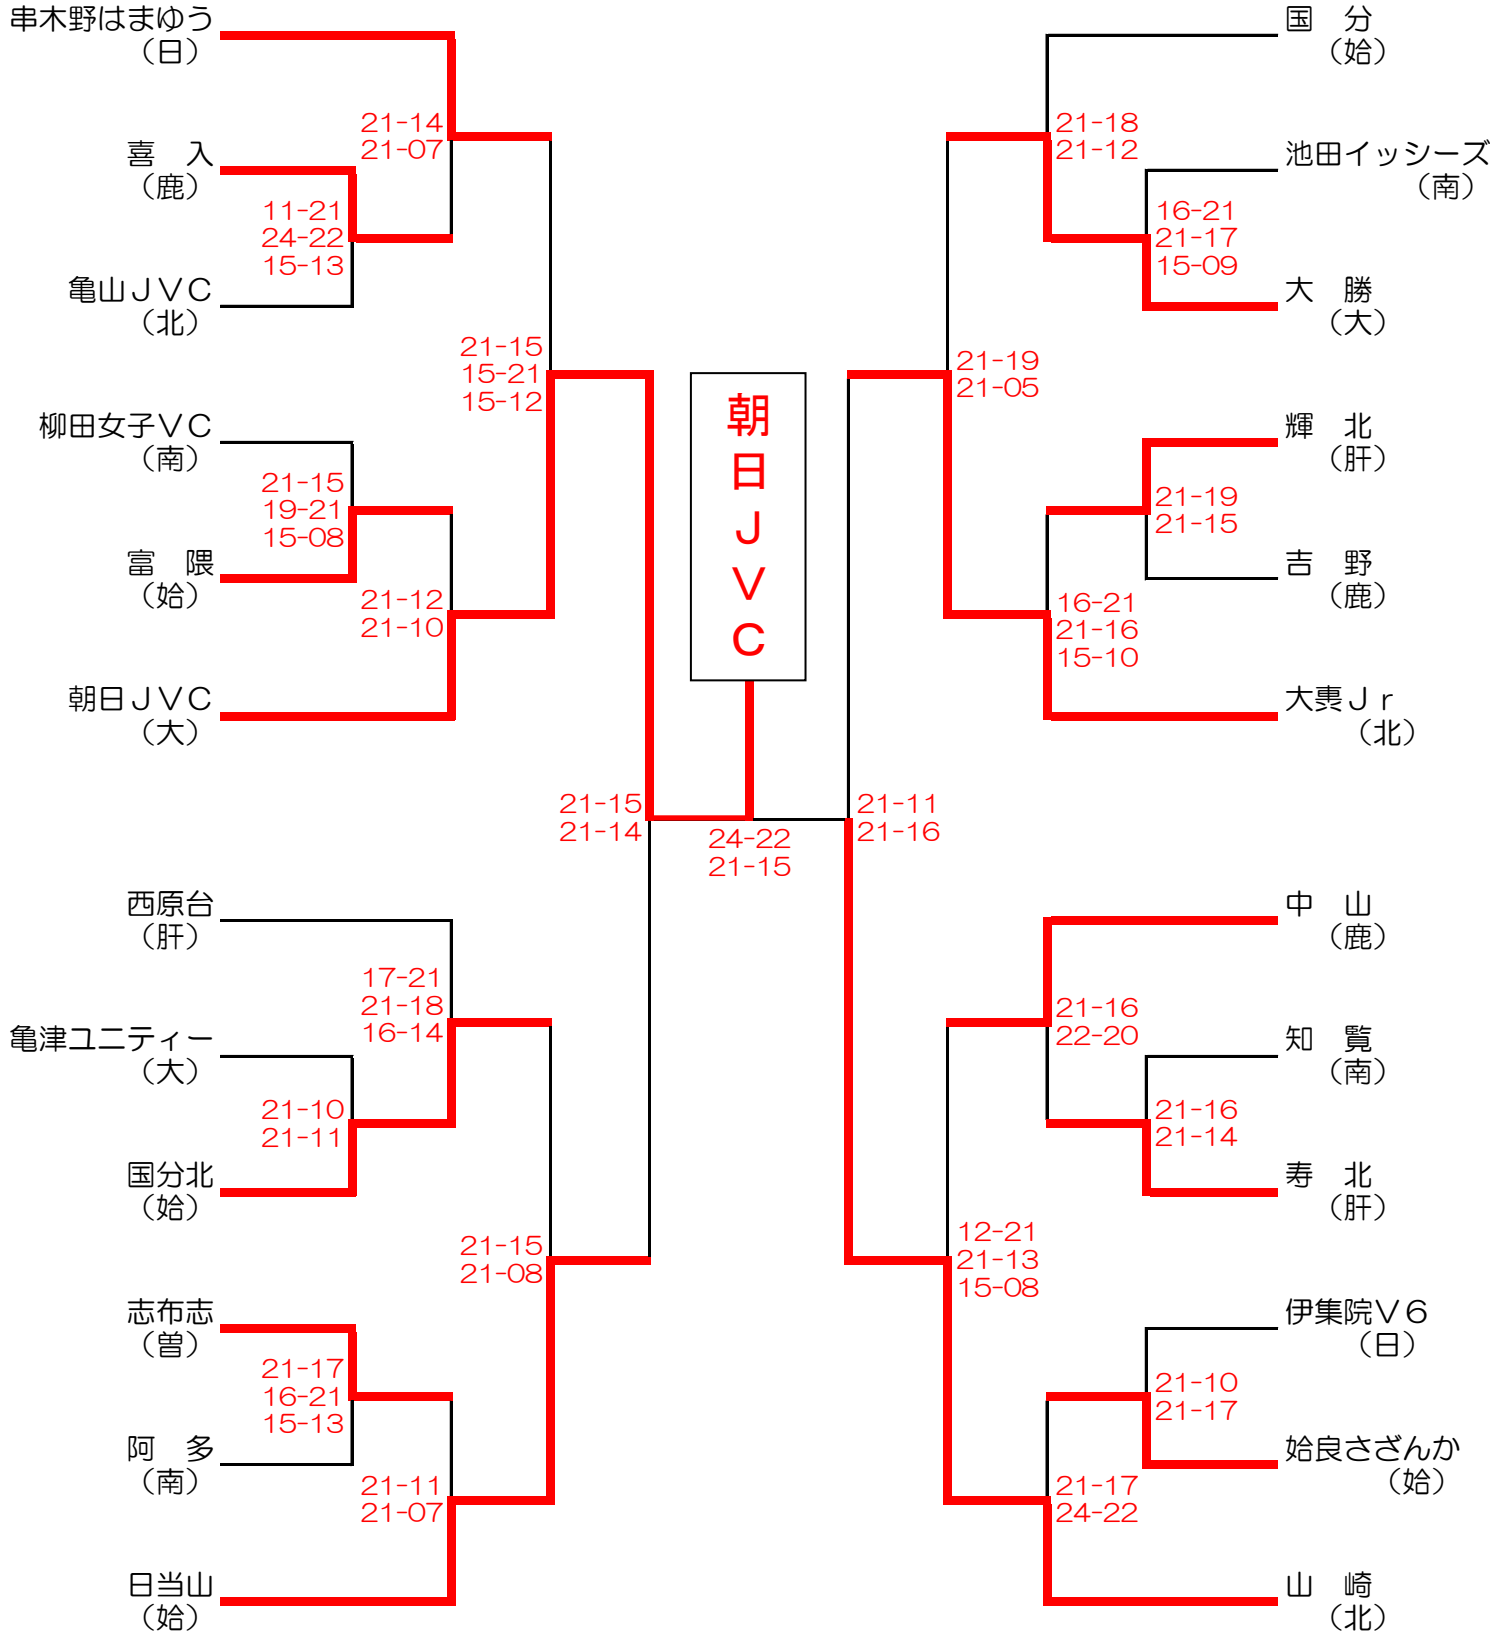 串木野はまゆう
（日）
21-14
21-07
喜　入
（鹿）
11-21
24-22
15-13
亀山ＪＶＣ
（北）
21-15
15-21
15-12
柳田女子ＶＣ
（南）
21-15
19-21
15-08
富　隈
（姶）
21-12
21-10
朝日ＪＶＣ
（大）
21-15
21-14
西原台
（肝）
17-21
21-18
16-14
亀津ユニティー
（大）
21-10
21-11
国分北
（姶）
21-15
21-08
志布志
（曽）
21-17
16-21
15-13
阿　多
（南）
21-11
21-07
日当山
（姶）
朝
日
Ｊ
Ｖ
Ｃ
24-22
21-15
国　分
（姶）
21-18
21-12
池田イッシーズ
（南）
16-21
21-17
15-09
大　勝
（大）
21-19
21-05
輝　北
（肝）
21-19
21-15
吉　野
（鹿）
16-21
21-16
15-10
Ｊｒ
（北）
21-11
21-16
中　山
（鹿）
21-16
22-20
知　覧
（南）
21-16
21-14
寿　北
（肝）
12-21
21-13
15-08
伊集院Ｖ６
（日）
21-10
21-17
姶良さざんか
（姶）
21-17
24-22
山　崎
（北）